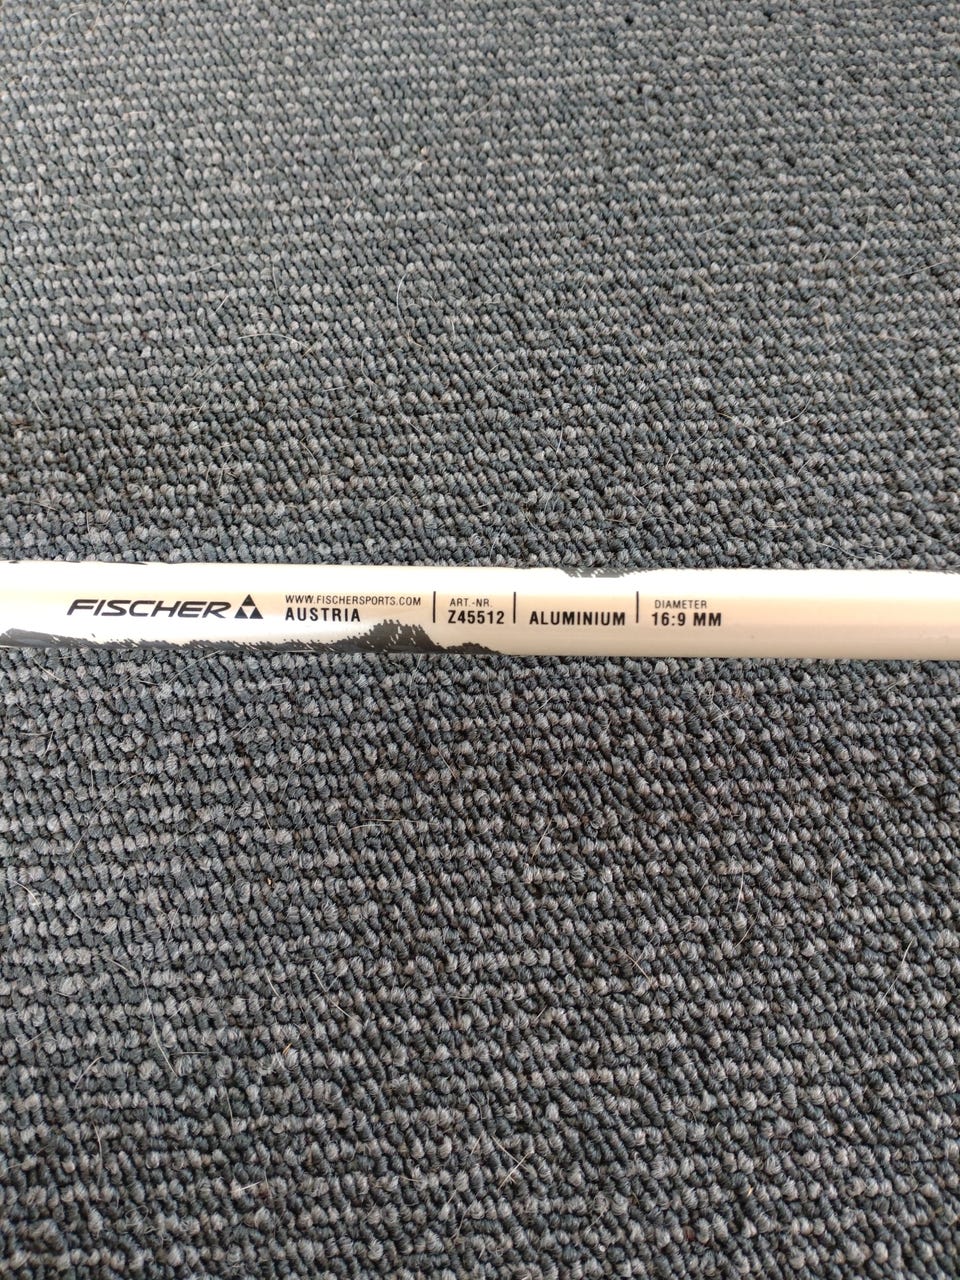 FISCHER
WWW.FISCHERSPORTS.COM
AUSTRIA
ART.-NR.
Z45512
ALUMINIUM
DIAMETER
16:9 MM